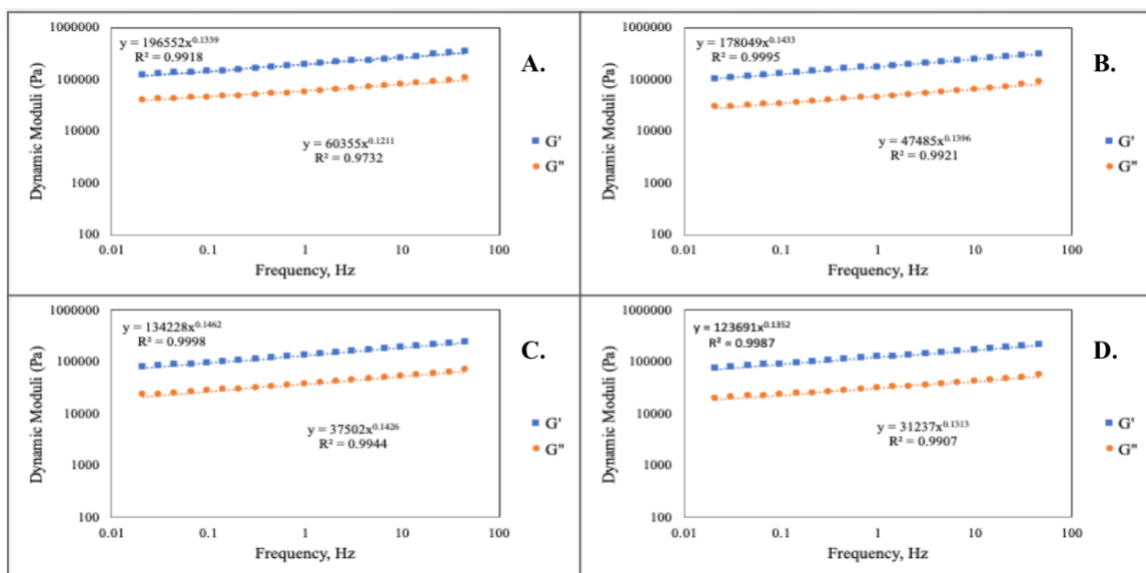 A.
y = 196552x^0.1339
R² = 0.9918
y = 60355x^0.1211
R² = 0.9732
Dynamic Moduli (Pa)
1000000
100000
10000
1000
100
0.01 0.1 1 10 100
Frequency, Hz
G'
G"
B.
y = 178049x^0.1433
R² = 0.9995
y = 47485x^0.1396
R² = 0.9921
Dynamic Moduli (Pa)
1000000
100000
10000
1000
100
0.01 0.1 1 10 100
Frequency, Hz
G'
G"
C.
y = 134228x^0.1462
R² = 0.9998
y = 37502x^0.1426
R² = 0.9944
Dynamic Moduli (Pa)
1000000
100000
10000
1000
100
0.01 0.1 1 10 100
Frequency, Hz
G'
G"
D.
y = 123691x^0.1352
R² = 0.9987
y = 31237x^0.1313
R² = 0.9907
Dynamic Moduli (Pa)
1000000
100000
10000
1000
100
0.01 0.1 1 10 100
Frequency, Hz
G'
G"